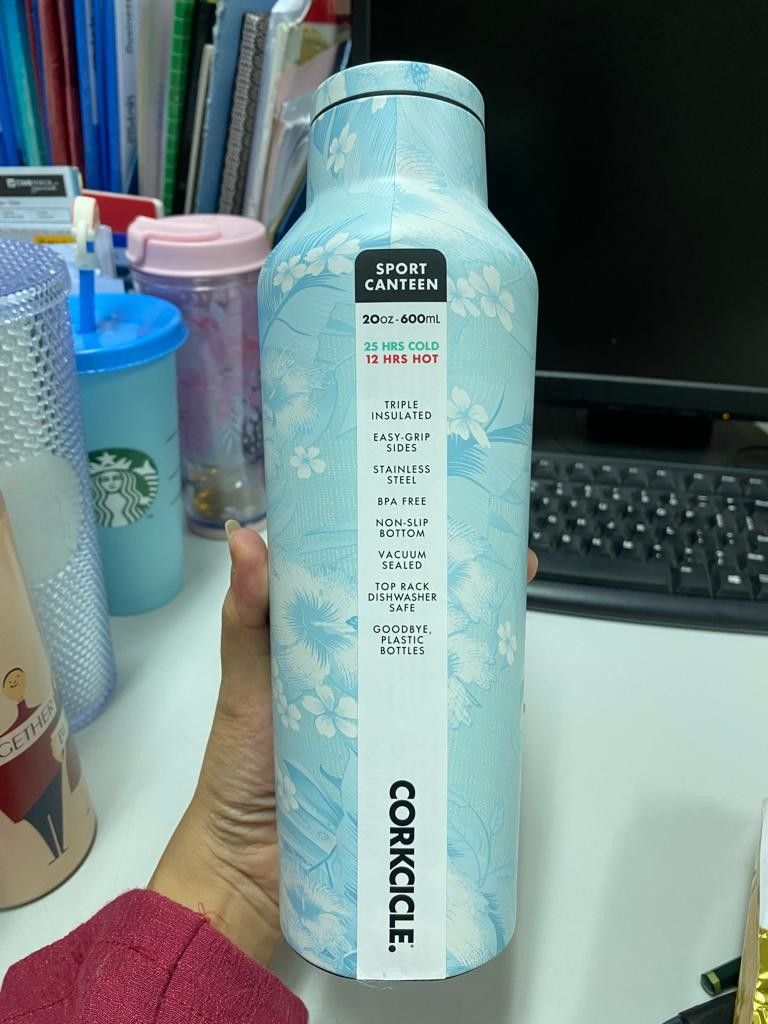 SPORT
CANTEEN
20oz-600mL
25 HRS COLD
12 HRS HOT
TRIPLE
INSULATED
EASY-GRIP
SIDES
STAINLESS
STEEL
BPA FREE
NON-SLIP
BOTTOM
VACUUM
SEALED
TOP RACK
DISHWASHER
SAFE
GOODBYE,
PLASTIC
BOTTLES
CORKCICLE.